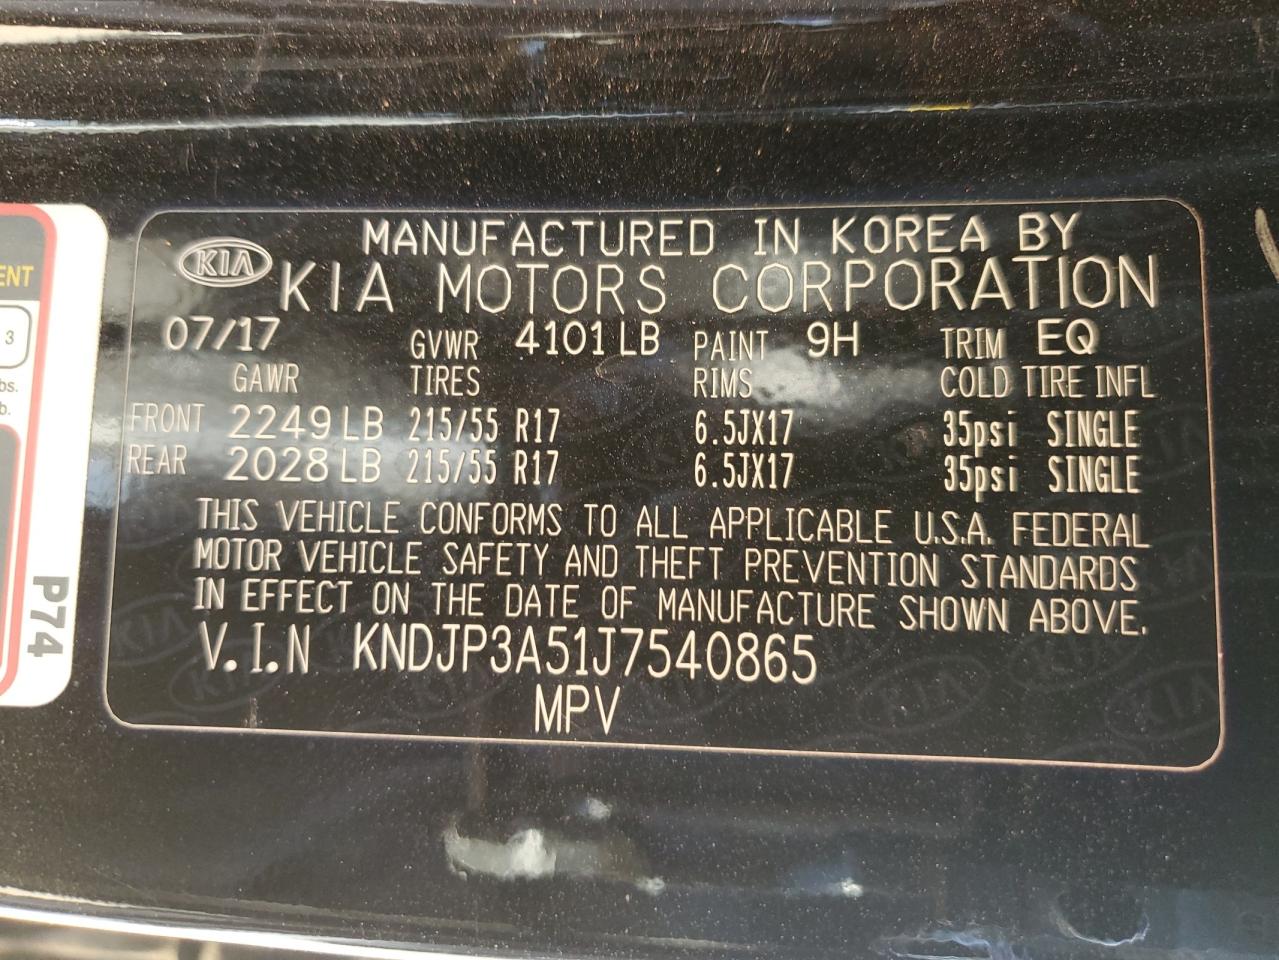 MANUFACTURED IN KOREA BY
KIA KIA MOTORS CORPORATION
07/17 GVWR 4101 LB PAINT 9H TRIM EQ
GAWR TIRES RIMS COLD TIRE INFL
FRONT 2249 LB 215/55 R17 6.5JX17 35psi SINGLE
REAR 2028 LB 215/55 R17 6.5JX17 35psi SINGLE
THIS VEHICLE CONFORMS TO ALL APPLICABLE U.S.A. FEDERAL
MOTOR VEHICLE SAFETY AND THEFT PREVENTION STANDARDS
IN EFFECT ON THE DATE OF MANUFACTURE SHOWN ABOVE.
V.I.N KNDJP3A51J7540865
MPV
ENT
3
bs.
b.
P74